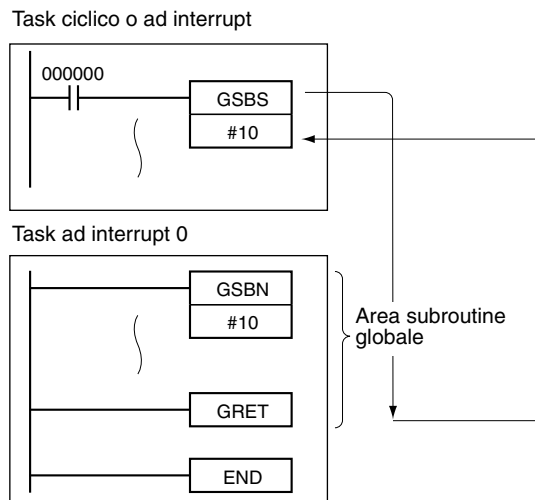 Task ciclico o ad interrupt
000000
GSBS
#10
Task ad interrupt 0
GSBN
#10
Area subroutine
globale
GRET
END